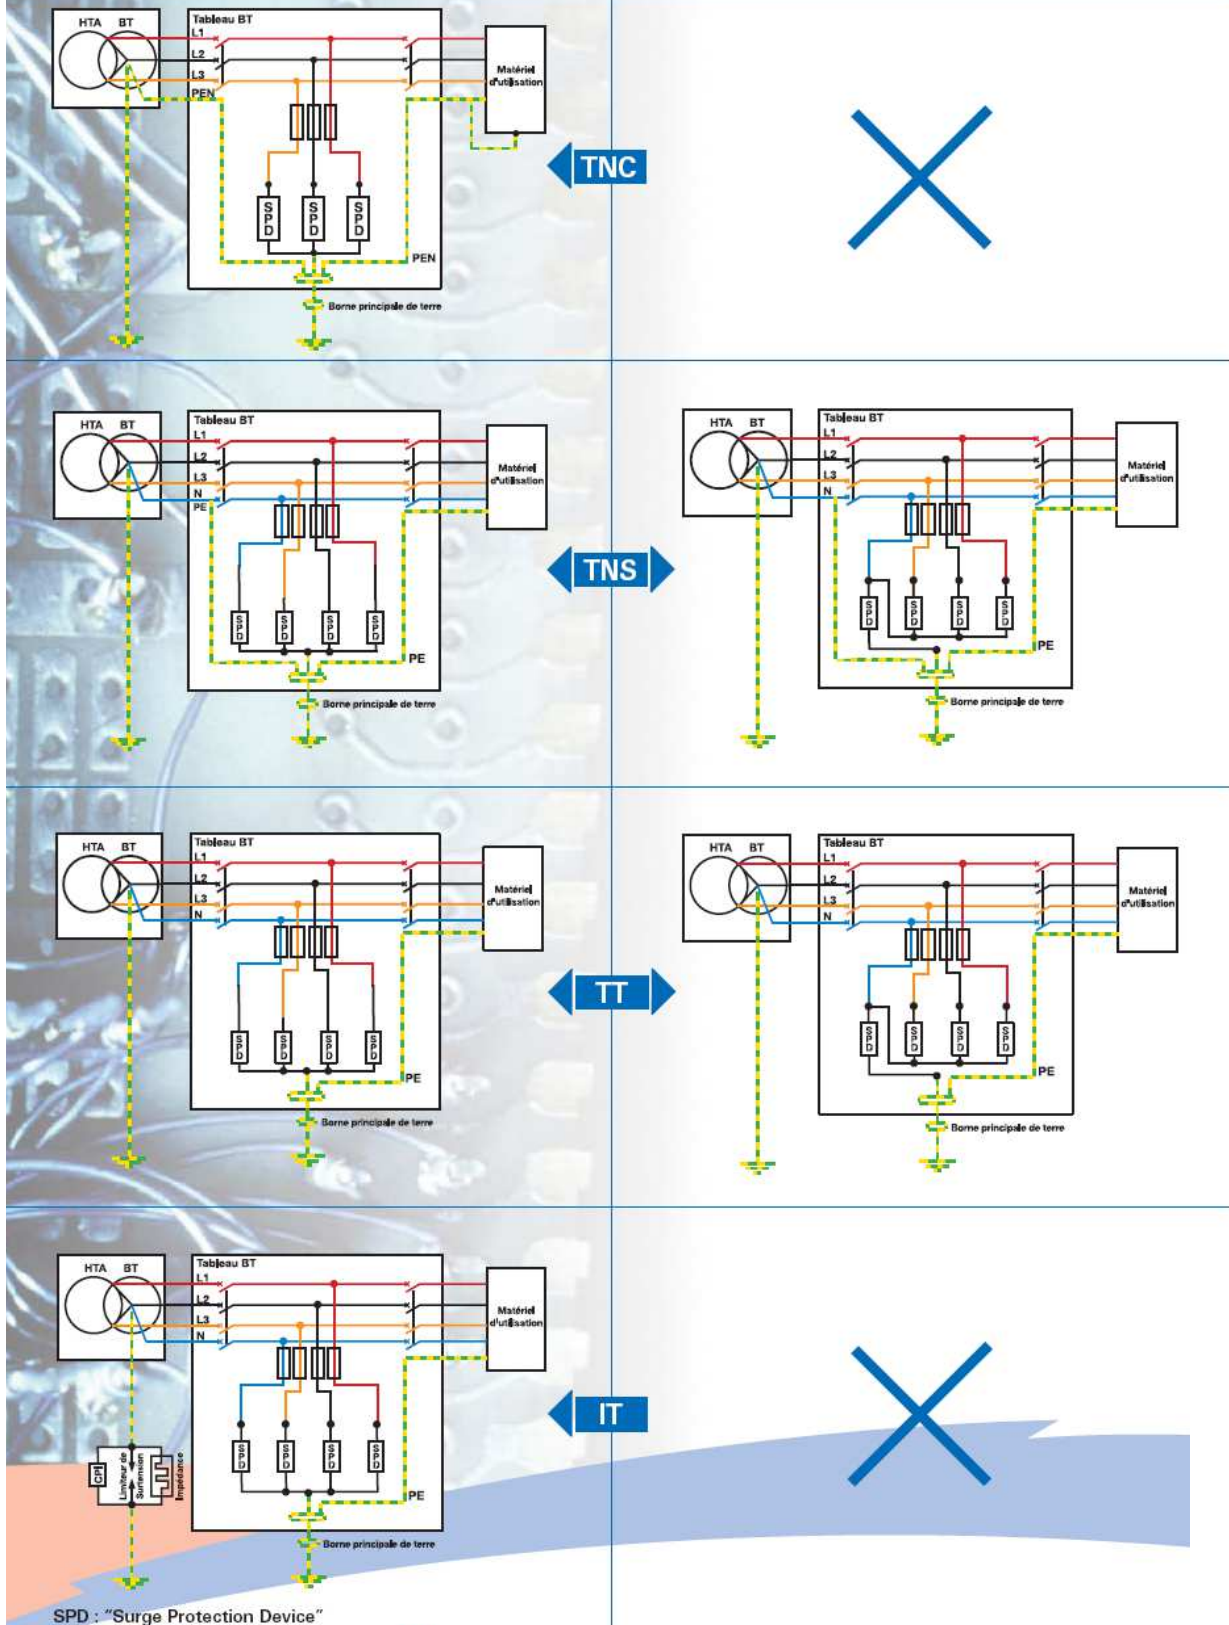 HTA BT
Tableau BT
L1
L2
L3
PEN
Matériel
d'utilisation
SPD
SPD
SPD
PEN
Borne principale de terre
TNC
HTA BT
Tableau BT
L1
L2
L3
N
PE
Matériel
d'utilisation
SPD
SPD
SPD
SPD
PE
Borne principale de terre
TNS
HTA BT
Tableau BT
L1
L2
L3
N
Matériel
d'utilisation
SPD
SPD
SPD
SPD
PE
Borne principale de terre
HTA BT
Tableau BT
L1
L2
L3
N
Matériel
d'utilisation
SPD
SPD
SPD
SPD
PE
Borne principale de terre
TT
HTA BT
Tableau BT
L1
L2
L3
N
Matériel
d'utilisation
SPD
SPD
SPD
SPD
PE
Borne principale de terre
HTA BT
Tableau BT
L1
L2
L3
N
Matériel
d'utilisation
CPI
Limiteur de
Surtension
Impédance
SPD
SPD
SPD
SPD
PE
Borne principale de terre
IT
SPD : "Surge Protection Device"